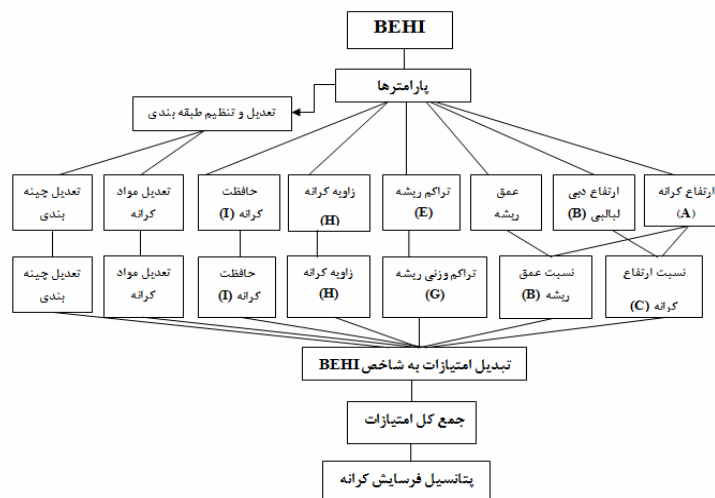 BEHI
پارامترها
تعدیل و تنظیم طبقه بندی
ارتفاع کرانه
(A)
ارتفاع دبی
لبالبی (B)
عمق
ریشه
تراکم ریشه
(E)
زاویه کرانه
(H)
حافظت
کرانه (I)
تعدیل مواد
کرانه
تعدیل چینه
بندی
نسبت ارتفاع
کرانه (C)
نسبت عمق
ریشه (B)
تراکم وزنی ریشه
(G)
زاویه کرانه
(H)
حافظت
کرانه (I)
تعدیل مواد
کرانه
تعدیل چینه
بندی
تبدیل امتیازات به شاخص BEHI
جمع کل امتیازات
پتانسیل فرسایش کرانه